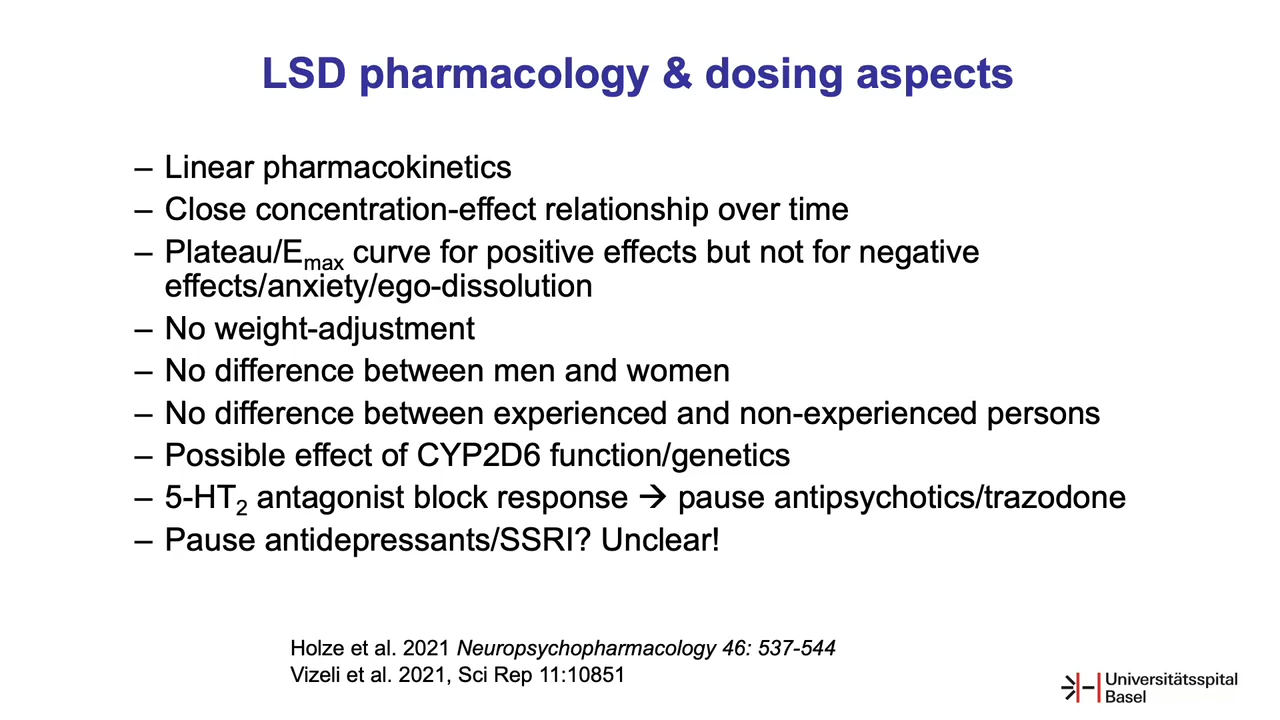 LSD pharmacology & dosing aspects
– Linear pharmacokinetics
– Close concentration-effect relationship over time
– Plateau/Emax curve for positive effects but not for negative
effects/anxiety/ego-dissolution
– No weight-adjustment
– No difference between men and women
– No difference between experienced and non-experienced persons
– Possible effect of CYP2D6 function/genetics
– 5-HT2 antagonist block response → pause antipsychotics/trazodone
– Pause antidepressants/SSRI? Unclear!
Holze et al. 2021 Neuropsychopharmacology 46: 537-544
Vizeli et al. 2021, Sci Rep 11:10851
Universitätsspital
Basel